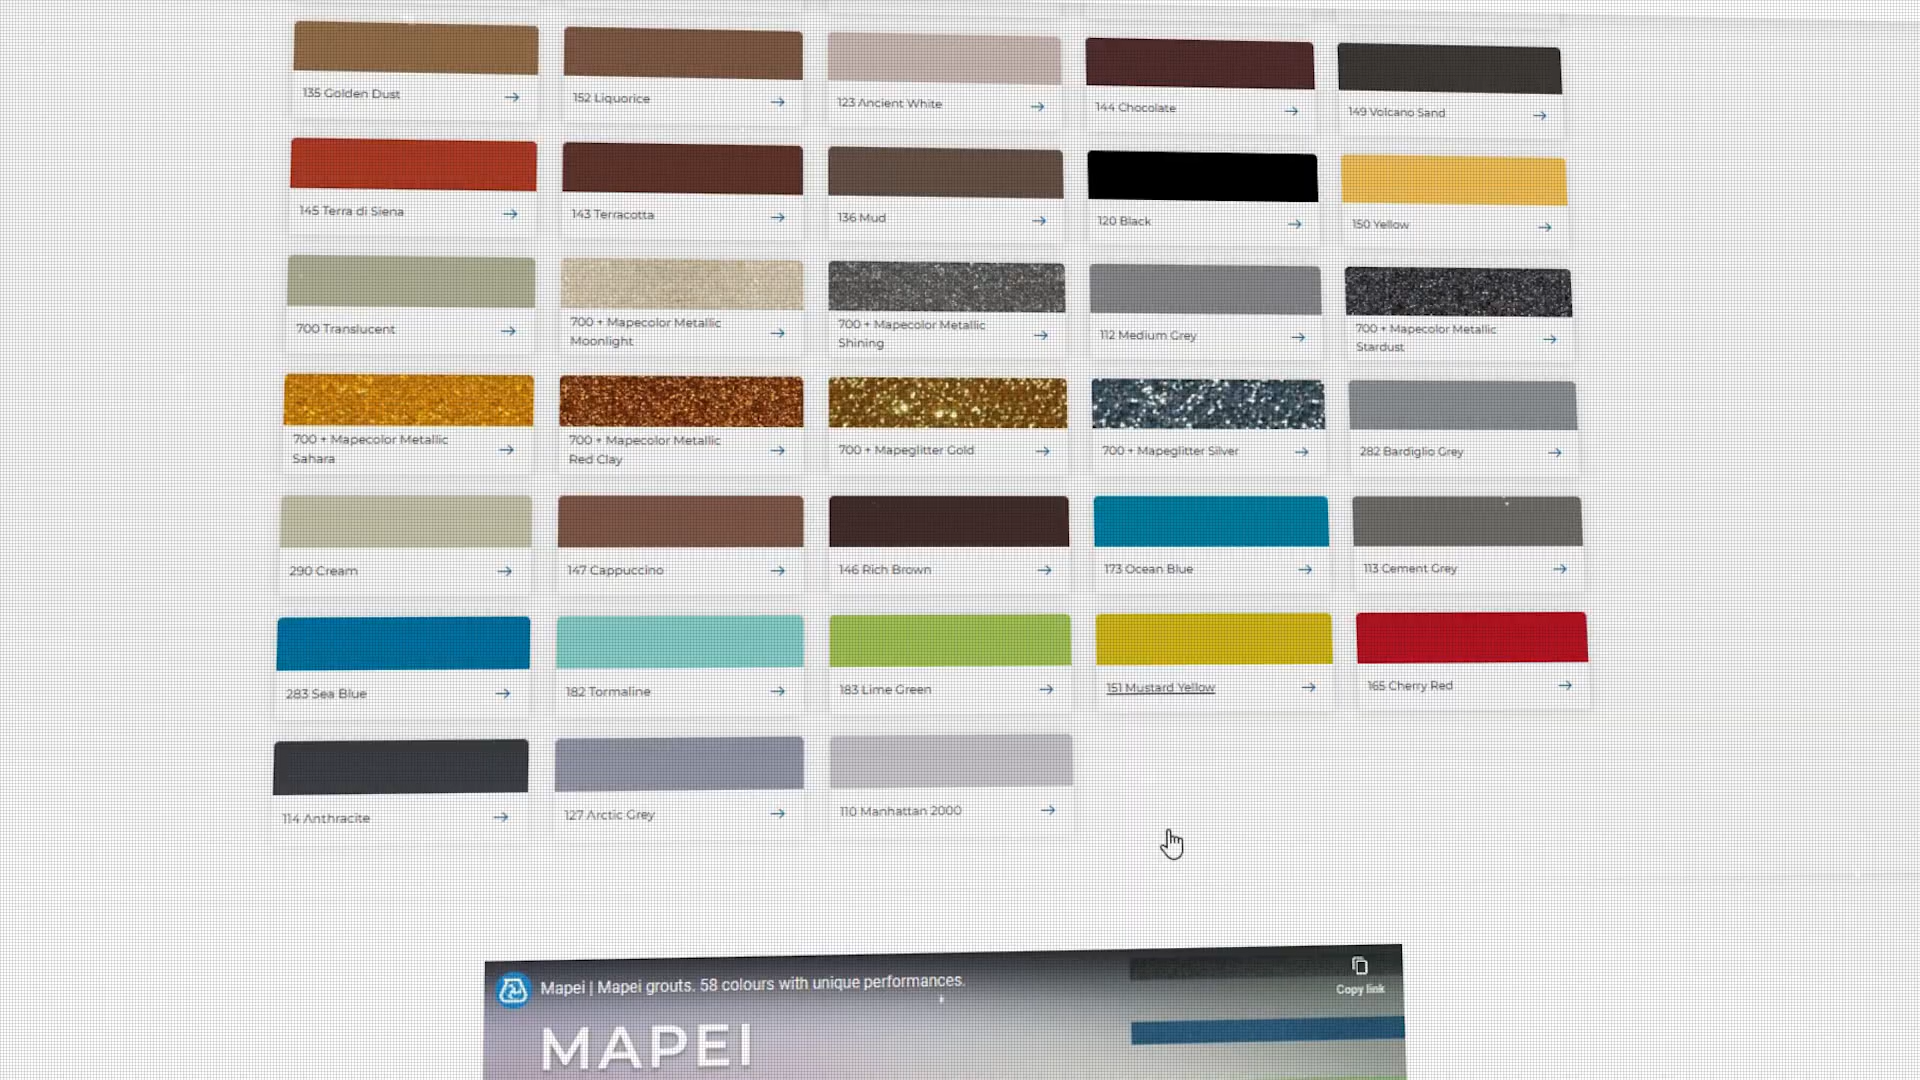 135 Golden Dust
152 Liquorice
123 Ancient White
144 Chocolate
149 Volcano Sand
145 Terra di Siena
143 Terracotta
136 Mud
120 Black
150 Yellow
700 Translucent
700 + Mapecolor Metallic
Moonlight
700 + Mapecolor Metallic
Shining
112 Medium Grey
700 + Mapecolor Metallic
Stardust
700 + Mapecolor Metallic
Sahara
700 + Mapecolor Metallic
Red Clay
700 + Mapeglitter Gold
700 + Mapeglitter Silver
282 Bardiglio Grey
290 Cream
147 Cappuccino
146 Rich Brown
173 Ocean Blue
113 Cement Grey
283 Sea Blue
182 Tormaline
183 Lime Green
151 Mustard Yellow
165 Cherry Red
114 Anthracite
127 Arctic Grey
110 Manhattan 2000
Mapei | Mapei grouts. 58 colours with unique performances.
Copy link
MAPEI